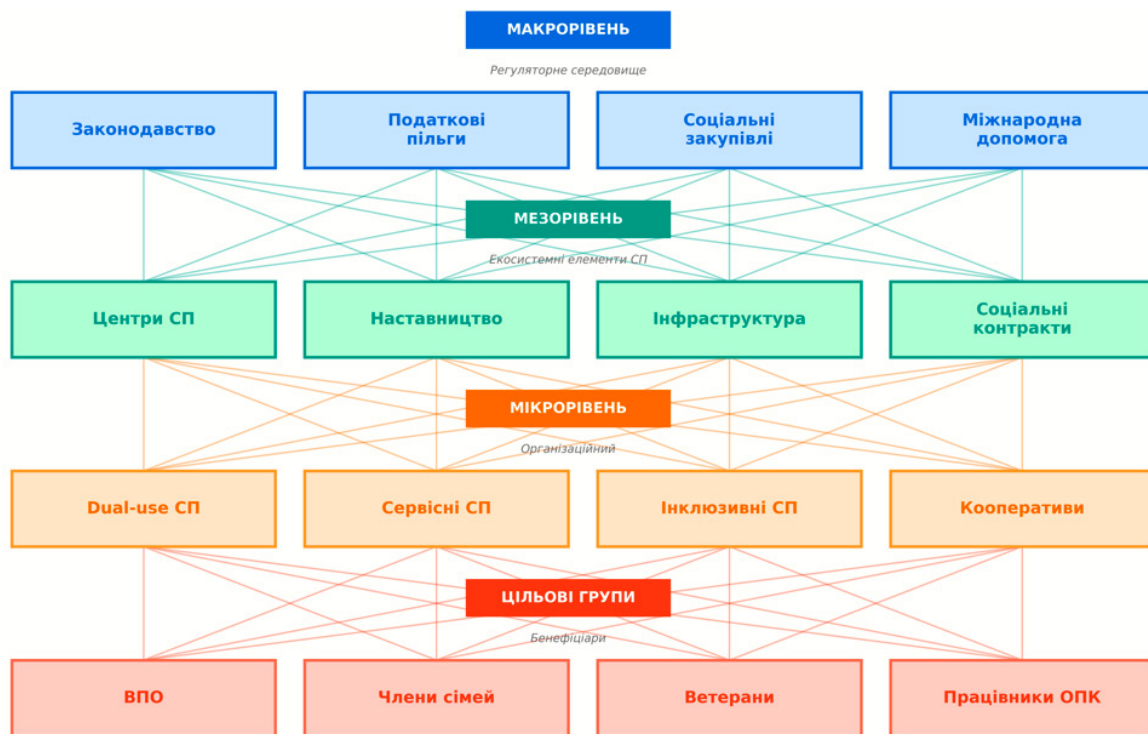 МАКРОРІВЕНЬ
Регуляторне середовище
Законодавство
Податкові
пільги
Соціальні
закупівлі
Міжнародна
допомога
МЕЗОРІВЕНЬ
Екосистемні елементи СП
Центри СП
Наставництво
Інфраструктура
Соціальні
контракти
МІКРОРІВЕНЬ
Організаційний
Dual-use СП
Сервісні СП
Інклюзивні СП
Кооперативи
ЦІЛЬОВІ ГРУПИ
Бенефіціари
ВПО
Члени сімей
Ветерани
Працівники ОПК